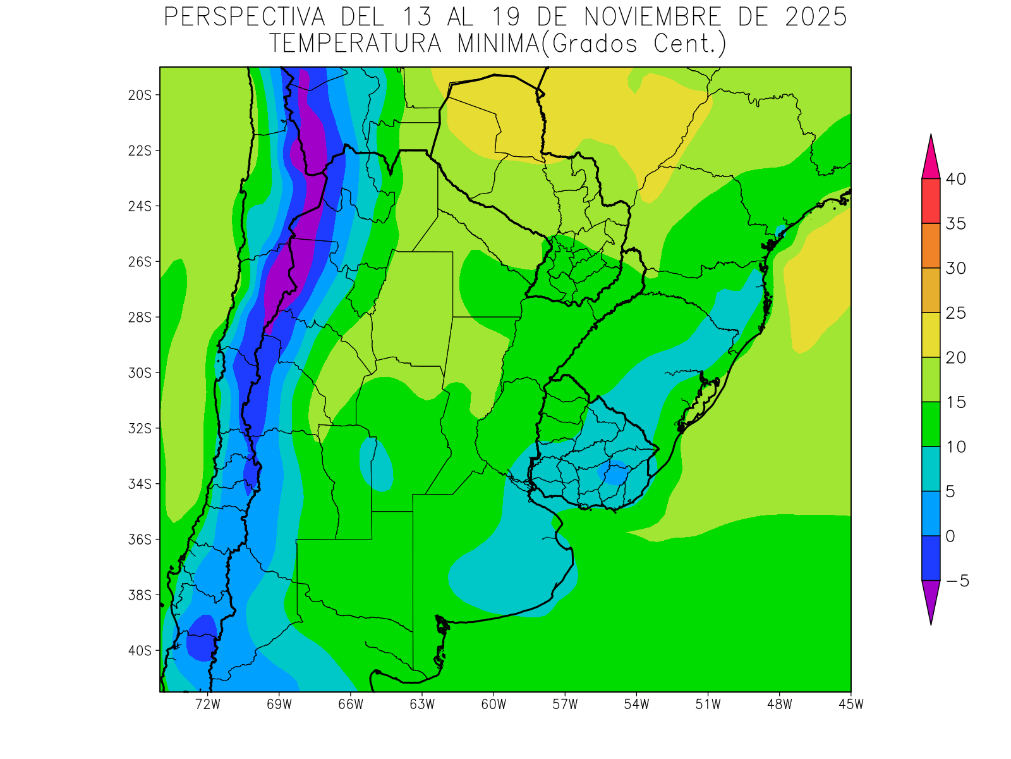 PERSPECTIVA DEL 13 AL 19 DE NOVIEMBRE DE 2025
TEMPERATURA MINIMA(Grados Cent.)
20S
22S
24S
26S
28S
30S
32S
34S
36S
38S
40S
72W 69W 66W 63W 60W 57W 54W 51W 48W 45W
40
35
30
25
20
15
10
5
0
−5